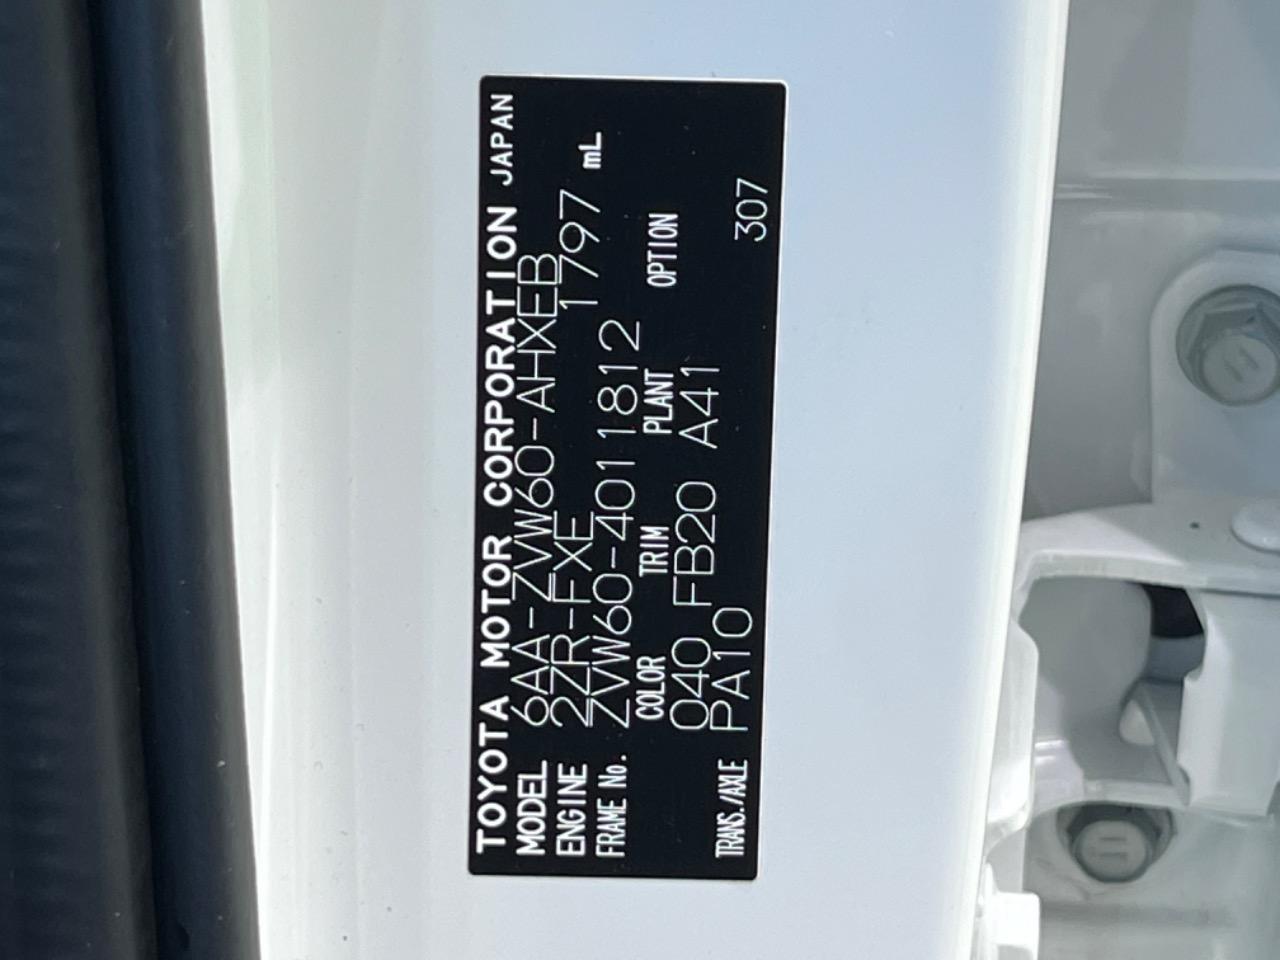 TOYOTA MOTOR CORPORATION JAPAN
MODEL 6AA-ZVW60-AHXEB
ENGINE 2ZR-FXE 1797 mL
FRAME No. ZVW60-4011812
COLOR TRIM PLANT OPTION
040 FB20 A41
TRANS./AXLE PA10 307